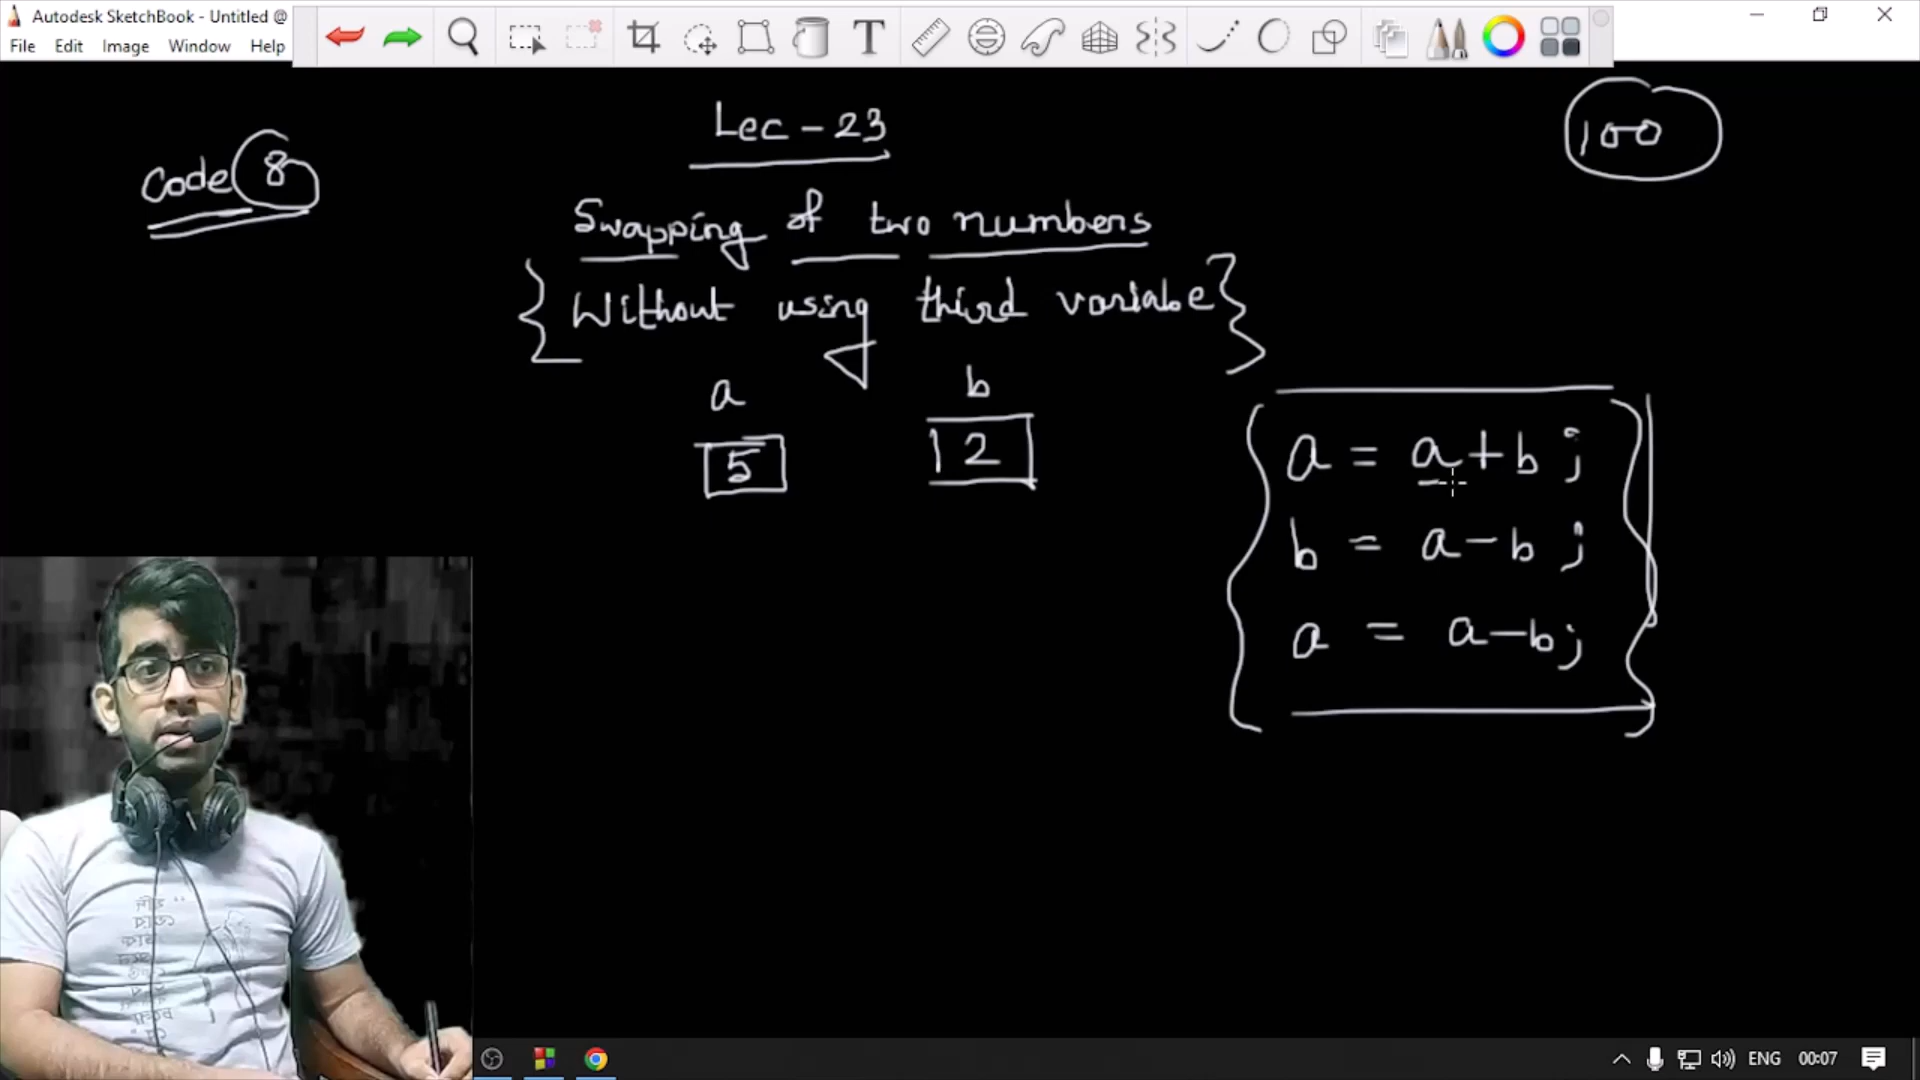 Autodesk SketchBook - Untitled @
File Edit Image Window Help
T
Lec - 23
100
Code 8
Swapping of two numbers
{ Without using third variabe }
a b
5 12
a = a+b ;
b = a-b ;
a = a-b;
ENG 00:07